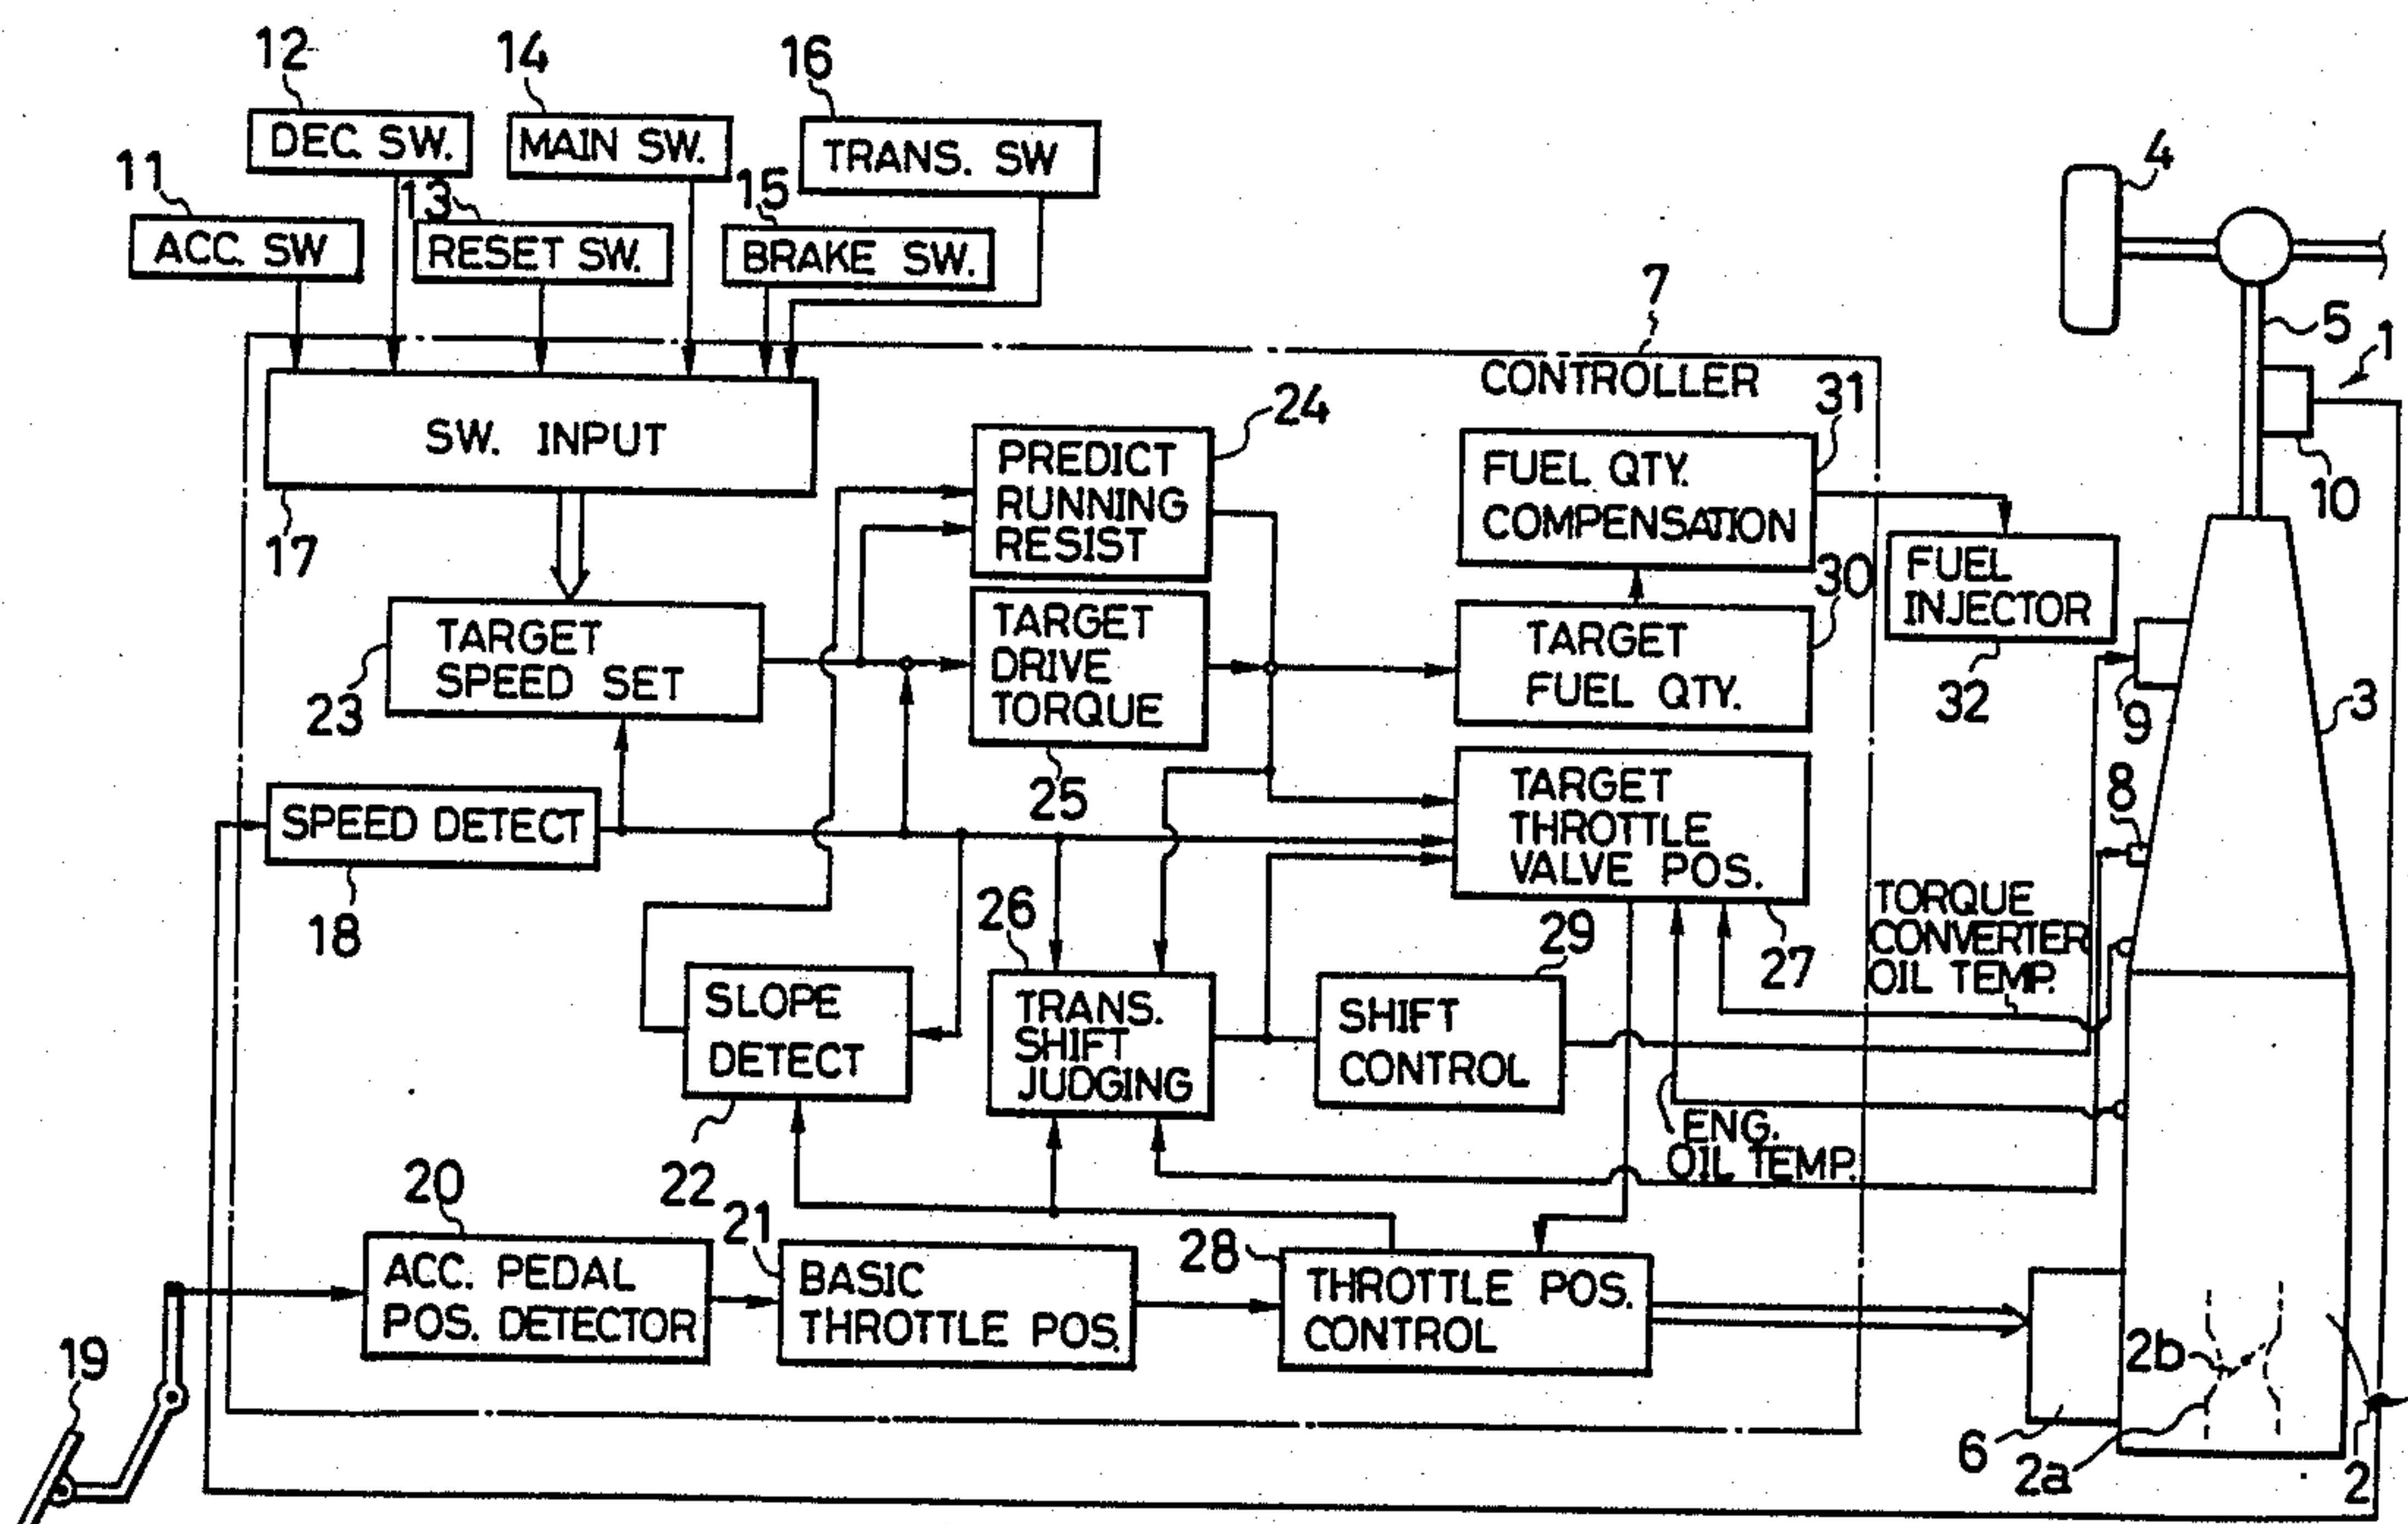 12
14
16
DEC. SW.
MAIN SW.
TRANS. SW
4
11
13
15
ACC. SW
RESET SW.
BRAKE SW.
7
5
1
CONTROLLER
31
24
SW. INPUT
PREDICT
RUNNING
RESIST
FUEL QTY.
COMPENSATION
10
17
30
FUEL
INJECTOR
TARGET
SPEED SET
TARGET
DRIVE
TORQUE
TARGET
FUEL QTY.
23
32
9
3
25
8
SPEED DETECT
TARGET
THROTTLE
VALVE POS.
18
26
29
27
TORQUE
CONVERTER
OIL TEMP.
SLOPE
DETECT
TRANS.
SHIFT
JUDGING
SHIFT
CONTROL
ENG.
OIL TEMP.
22
20
21
28
ACC. PEDAL
POS. DETECTOR
BASIC
THROTTLE POS.
THROTTLE POS.
CONTROL
19
2b
6
2a
2